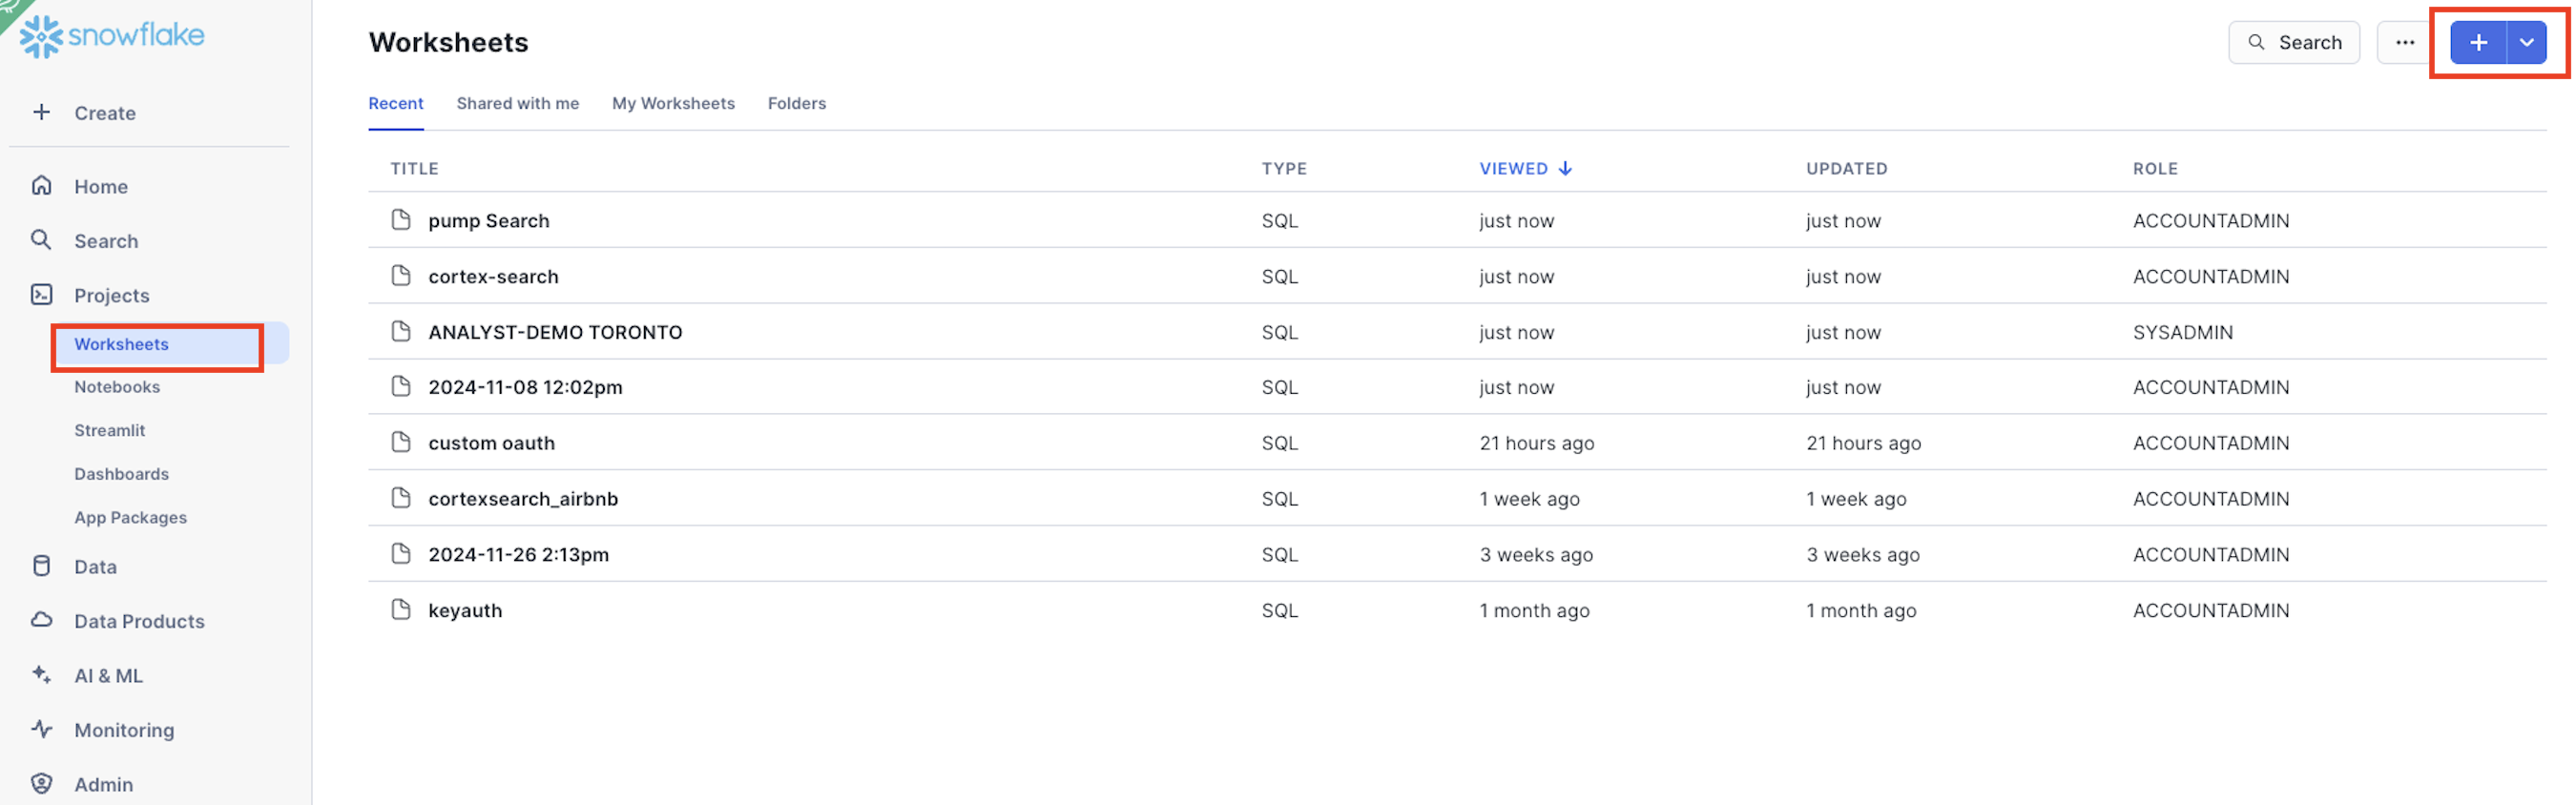 snowflake
Create
Home
Search
Projects
Worksheets
Notebooks
Streamlit
Dashboards
App Packages
Data
Data Products
AI & ML
Monitoring
Admin
Worksheets
Search
Recent Shared with me My Worksheets Folders
TITLE TYPE VIEWED UPDATED ROLE
pump Search SQL just now just now ACCOUNTADMIN
cortex-search SQL just now just now ACCOUNTADMIN
ANALYST-DEMO TORONTO SQL just now just now SYSADMIN
2024-11-08 12:02pm SQL just now just now ACCOUNTADMIN
custom oauth SQL 21 hours ago 21 hours ago ACCOUNTADMIN
cortexsearch_airbnb SQL 1 week ago 1 week ago ACCOUNTADMIN
2024-11-26 2:13pm SQL 3 weeks ago 3 weeks ago ACCOUNTADMIN
keyauth SQL 1 month ago 1 month ago ACCOUNTADMIN